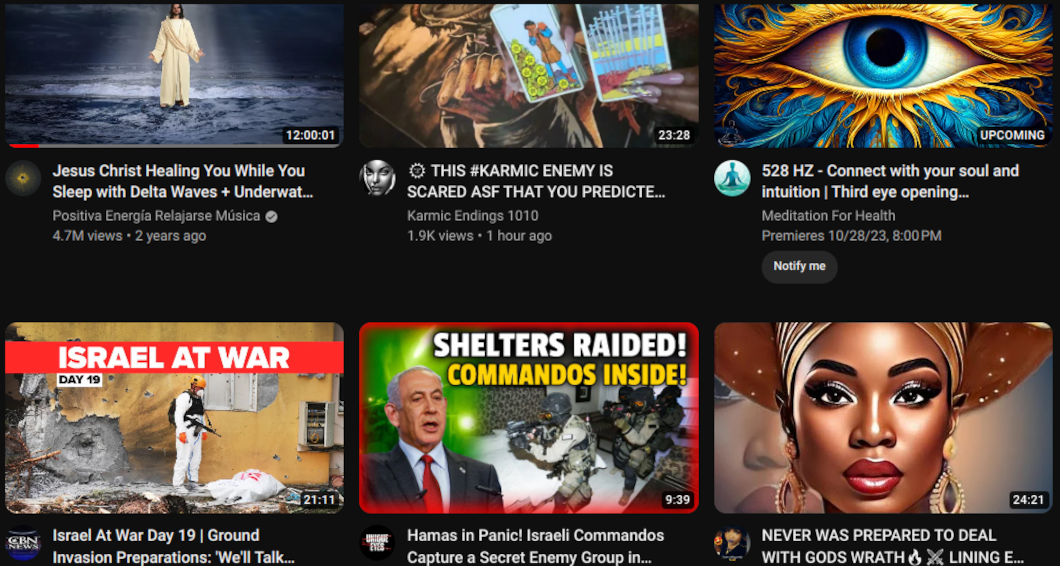 12:00:01
23:28
UPCOMING
Jesus Christ Healing You While You
Sleep with Delta Waves + Underwat...
Positiva Energía Relajarse Música
4.7M views • 2 years ago
THIS #KARMIC ENEMY IS
SCARED ASF THAT YOU PREDICTE...
Karmic Endings 1010
1.9K views • 1 hour ago
528 HZ - Connect with your soul and
intuition | Third eye opening...
Meditation For Health
Premieres 10/28/23, 8:00 PM
Notify me
ISRAEL AT WAR
DAY 19
21:11
SHELTERS RAIDED!
COMMANDOS INSIDE!
9:39
24:21
CBN
NEWS
Israel At War Day 19 | Ground
Invasion Preparations: 'We'll Talk...
UNIQUE
EYES
Hamas in Panic! Israeli Commandos
Capture a Secret Enemy Group in...
NEVER WAS PREPARED TO DEAL
WITH GODS WRATH🔥⚔️ LINING E...